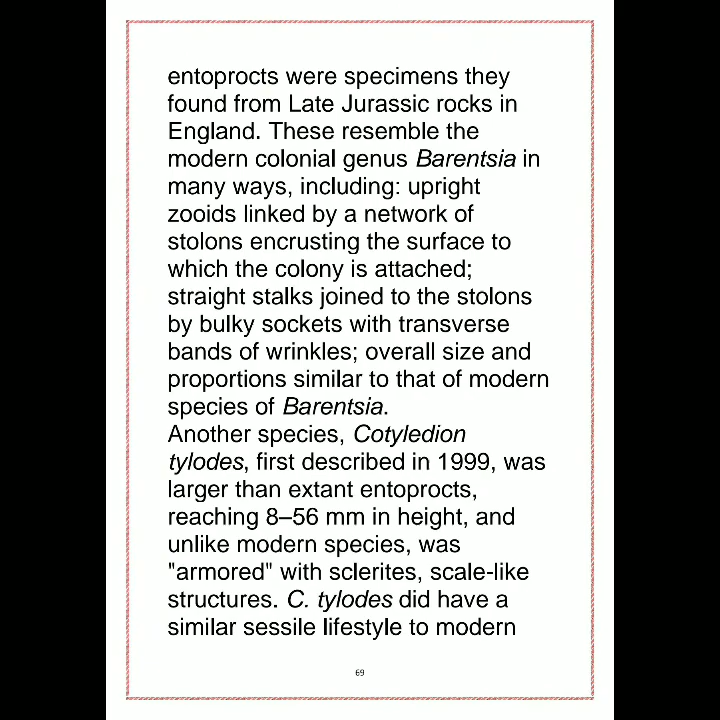 entoprocts were specimens they
found from Late Jurassic rocks in
England. These resemble the
modern colonial genus Barentsia in
many ways, including: upright
zooids linked by a network of
stolons encrusting the surface to
which the colony is attached;
straight stalks joined to the stolons
by bulky sockets with transverse
bands of wrinkles; overall size and
proportions similar to that of modern
species of Barentsia.
Another species, Cotyledion
tylodes, first described in 1999, was
larger than extant entoprocts,
reaching 8–56 mm in height, and
unlike modern species, was
"armored" with sclerites, scale-like
structures. C. tylodes did have a
similar sessile lifestyle to modern
69